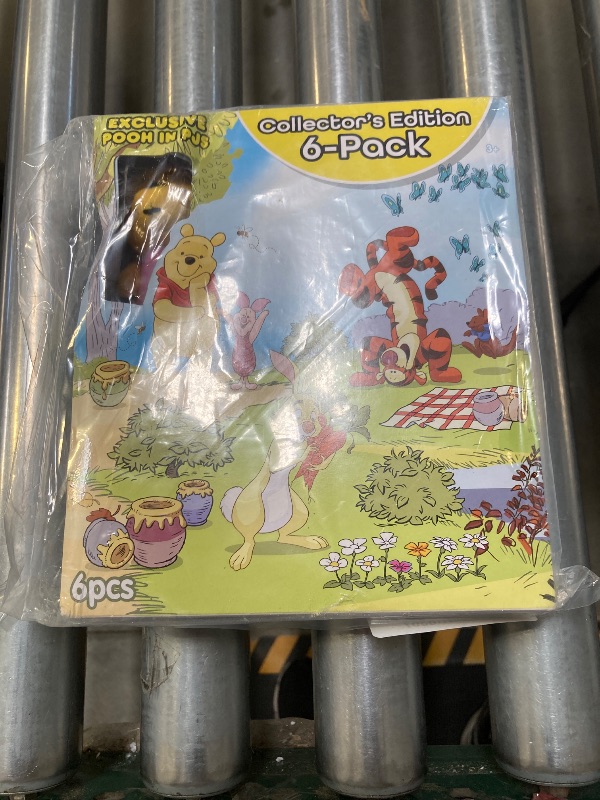 EXCLUSIVE
POOH IN PJS
Collector's Edition
6-Pack
6pcs